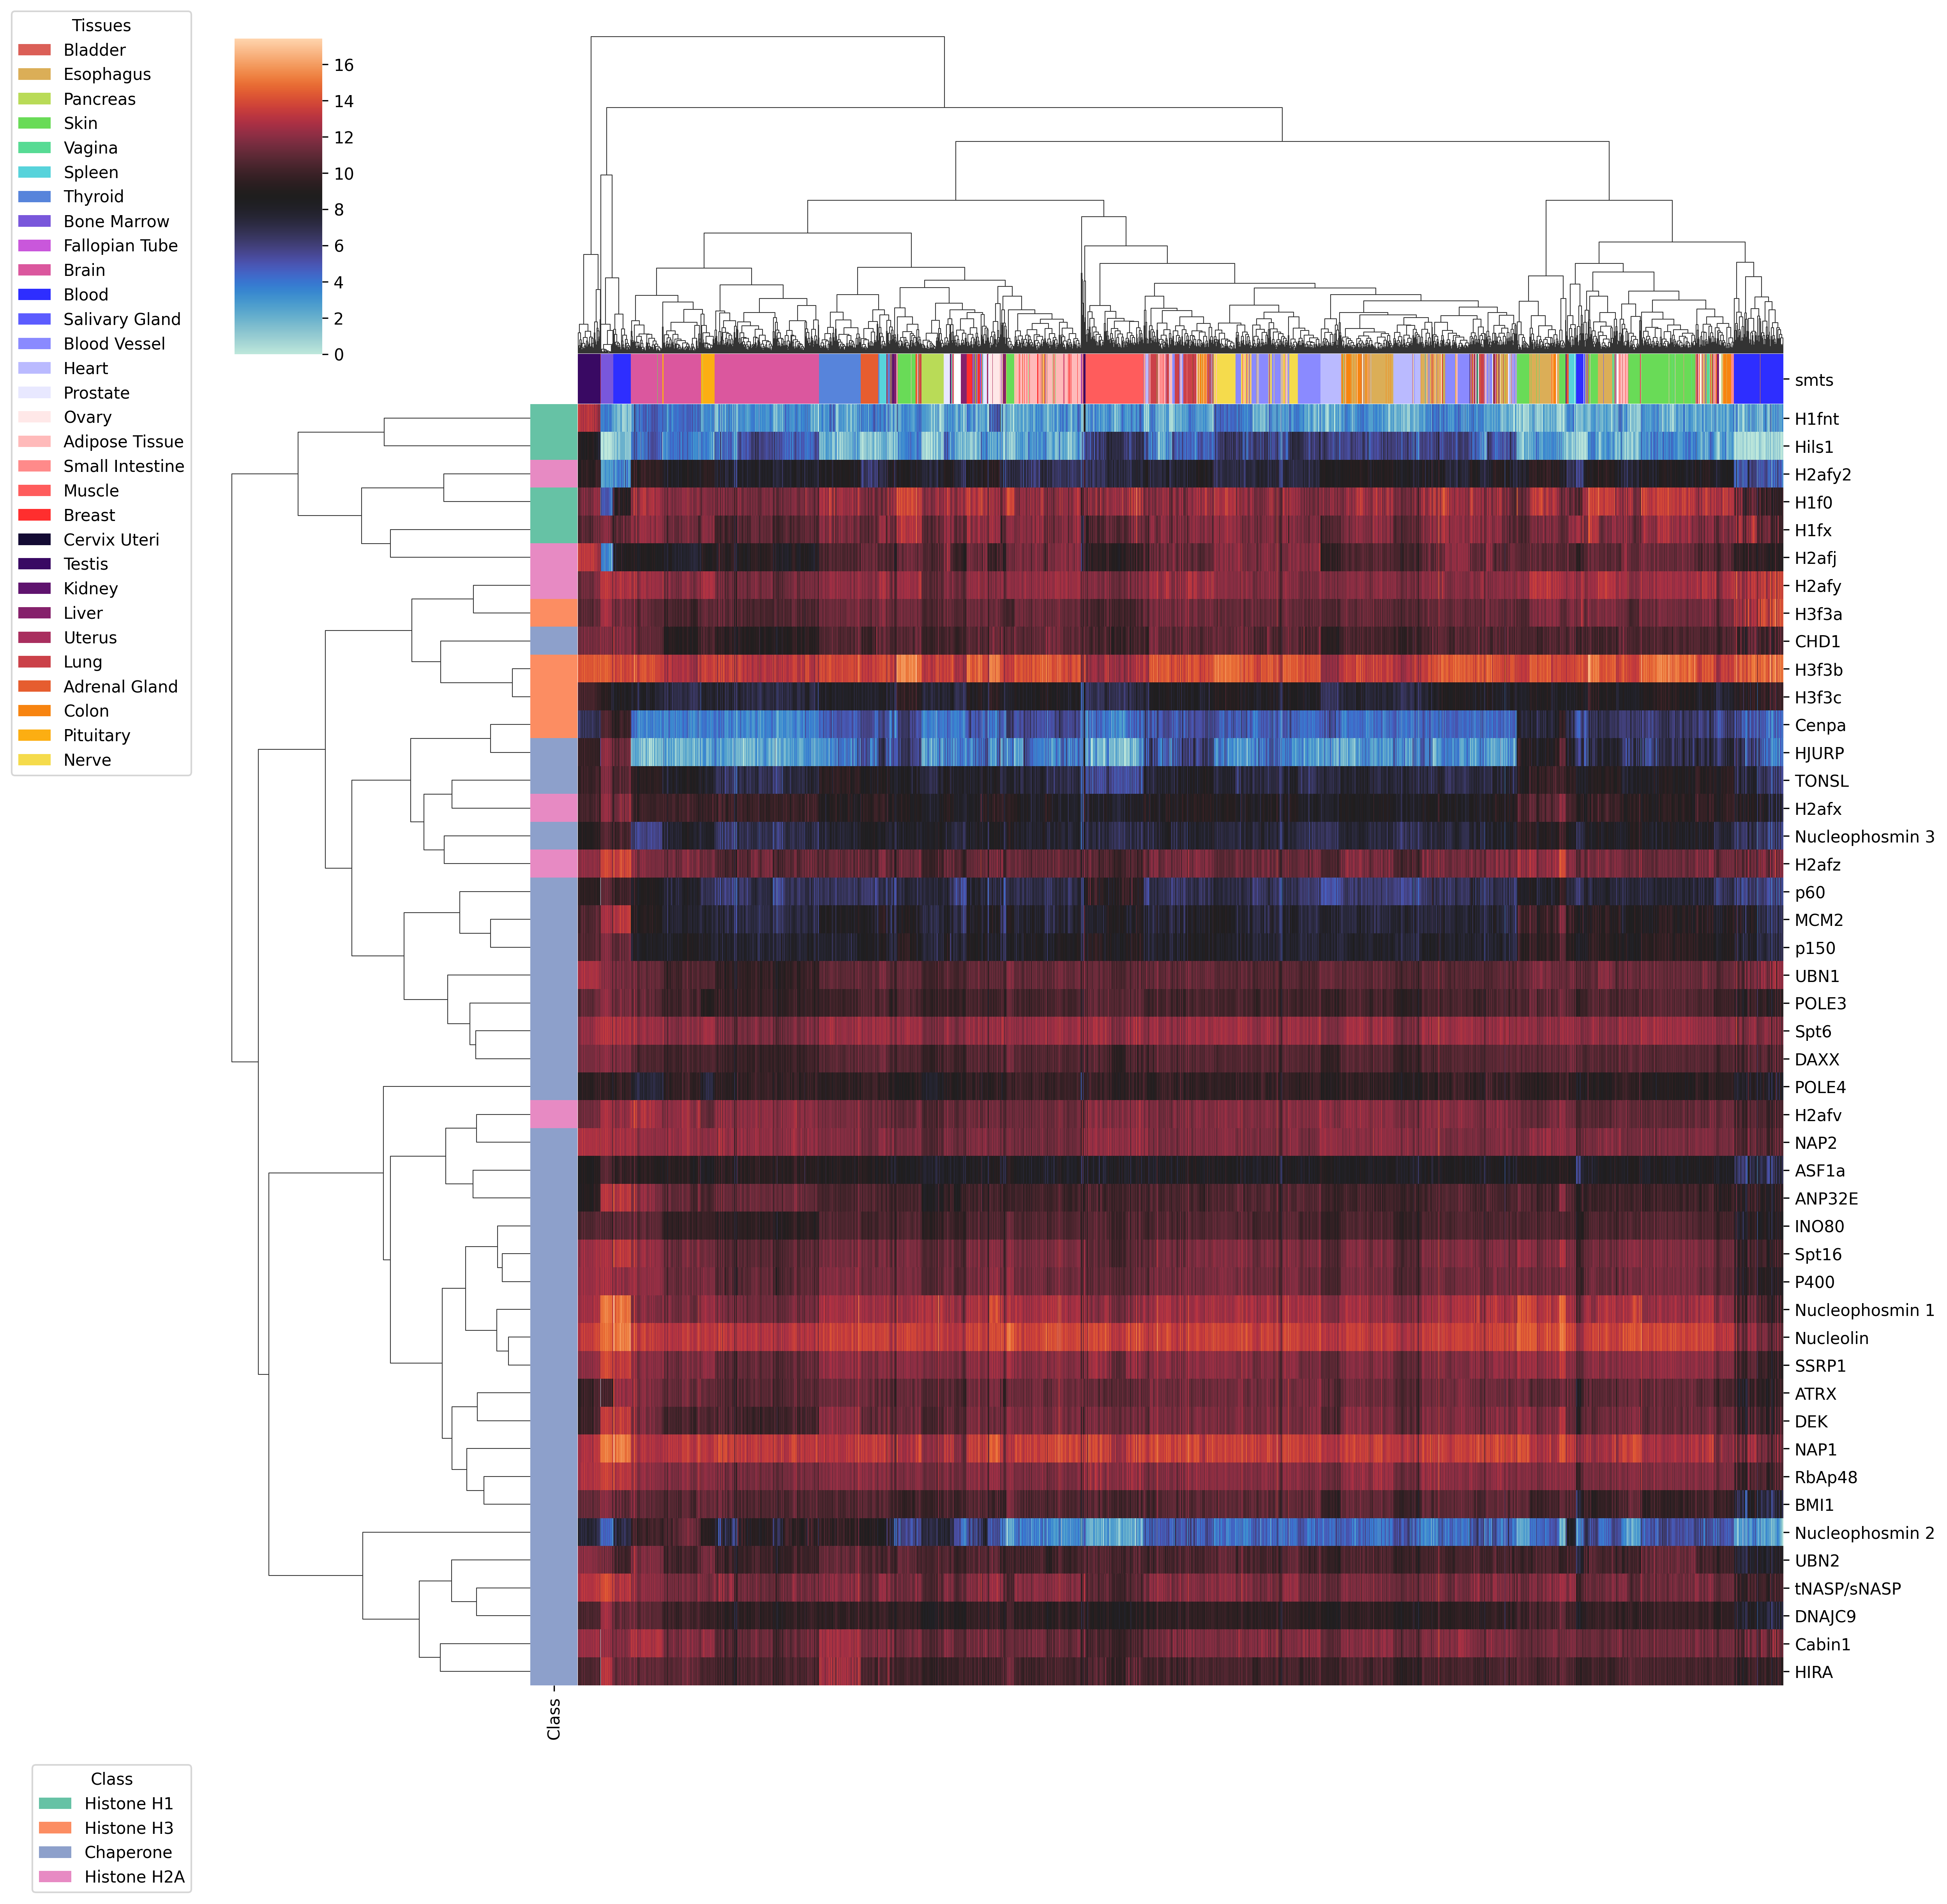 Tissues
Bladder
Esophagus
Pancreas
Skin
Vagina
Spleen
Thyroid
Bone Marrow
Fallopian Tube
Brain
Blood
Salivary Gland
Blood Vessel
Heart
Prostate
Ovary
Adipose Tissue
Small Intestine
Muscle
Breast
Cervix Uteri
Testis
Kidney
Liver
Uterus
Lung
Adrenal Gland
Colon
Pituitary
Nerve
16
14
12
10
8
6
4
2
0
smts
H1fnt
Hils1
H2afy2
H1f0
H1fx
H2afj
H2afy
H3f3a
CHD1
H3f3b
H3f3c
Cenpa
HJURP
TONSL
H2afx
Nucleophosmin 3
H2afz
p60
MCM2
p150
UBN1
POLE3
Spt6
DAXX
POLE4
H2afv
NAP2
ASF1a
ANP32E
INO80
Spt16
P400
Nucleophosmin 1
Nucleolin
SSRP1
ATRX
DEK
NAP1
RbAp48
BMI1
Nucleophosmin 2
UBN2
tNASP/sNASP
DNAJC9
Cabin1
HIRA
Class
Class
Histone H1
Histone H3
Chaperone
Histone H2A